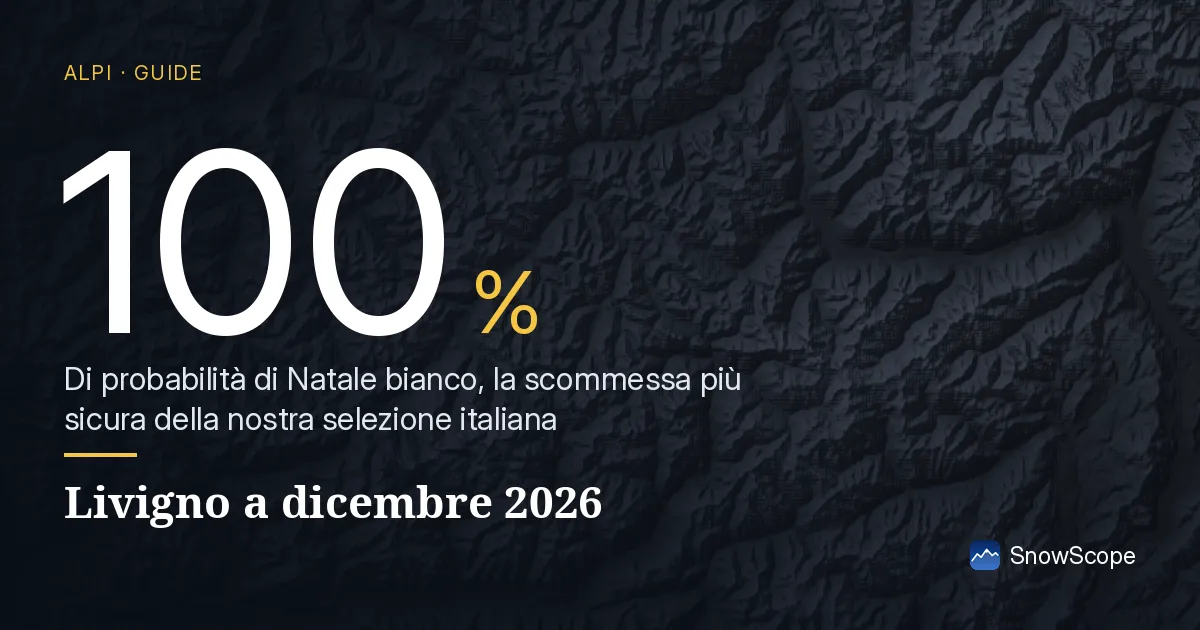 ALPI · GUIDE
100 %
Di probabilità di Natale bianco, la scommessa più
sicura della nostra selezione italiana
Livigno a dicembre 2026
SnowScope